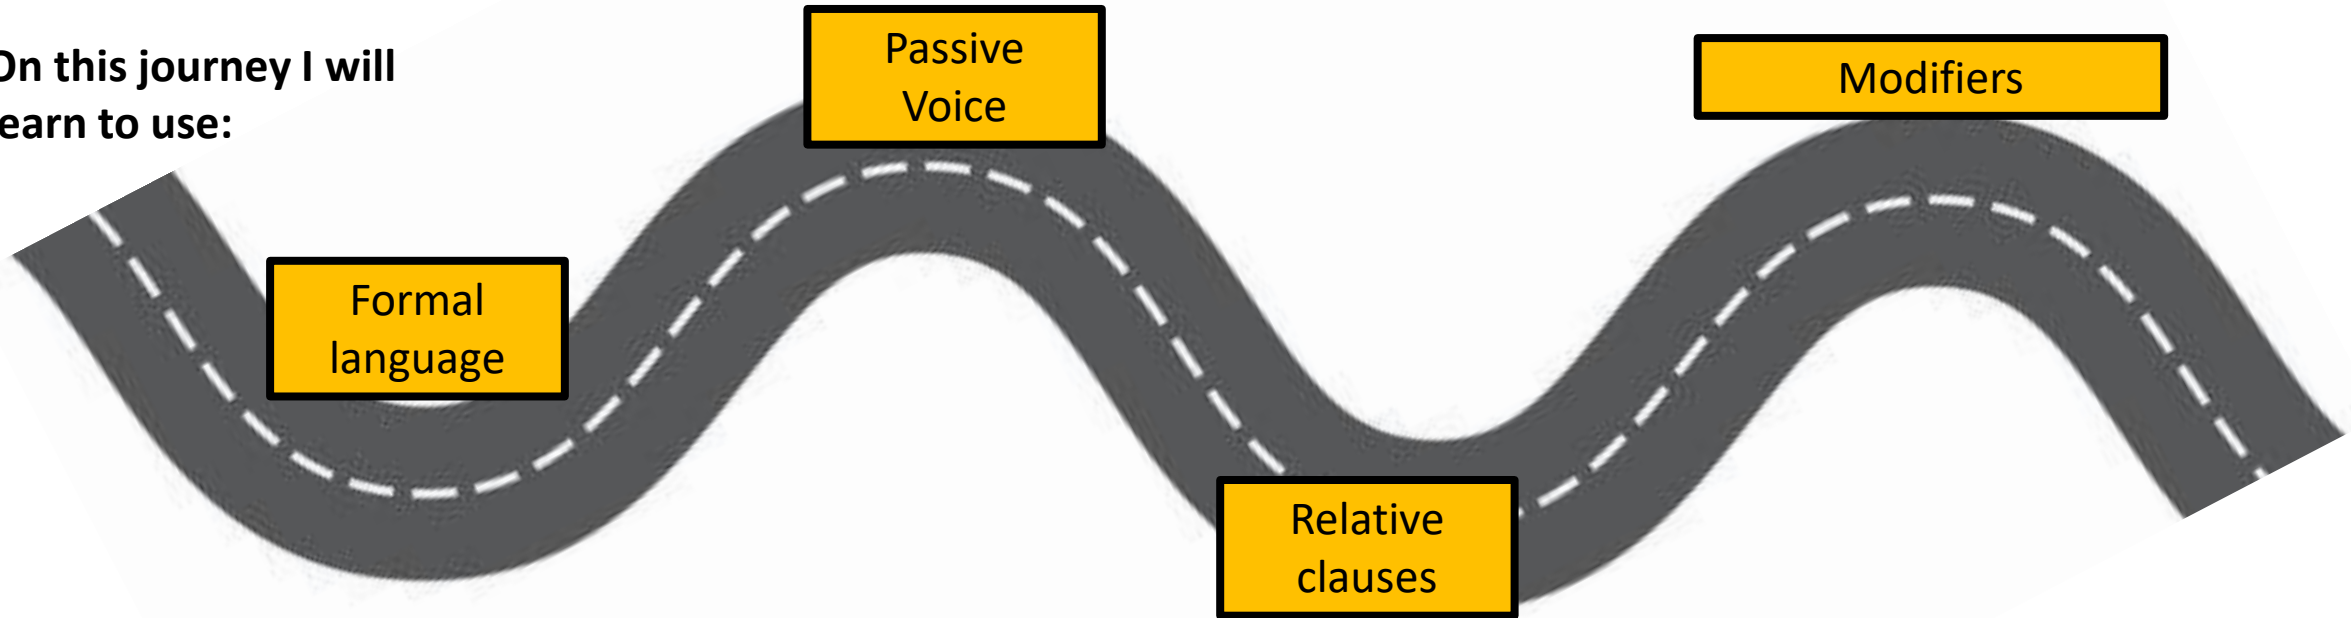 On this journey I will
earn to use:
Passive
Voice
Modifiers
Formal
language
Relative
clauses